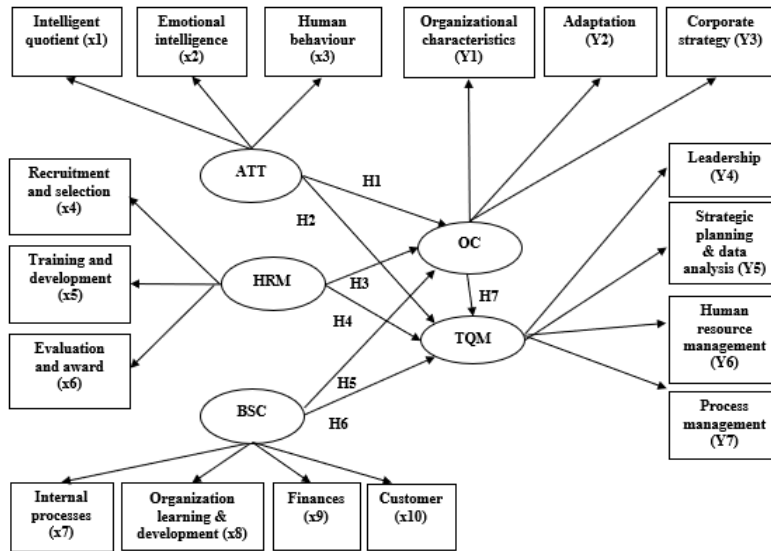 Intelligent
quotient (x1)
Emotional
intelligence
(x2)
Human
behaviour
(x3)
Organizational
characteristics
(Y1)
Adaptation
(Y2)
Corporate
strategy (Y3)
ATT
H1
H2
Recruitment
and selection
(x4)
Training and
development
(x5)
Evaluation
and award
(x6)
HRM
H3
H4
OC
H7
TQM
Leadership
(Y4)
Strategic
planning
& data
analysis (Y5)
Human
resource
management
(Y6)
Process
management
(Y7)
BSC
H5
H6
Internal
processes
(x7)
Organization
learning &
development (x8)
Finances
(x9)
Customer
(x10)